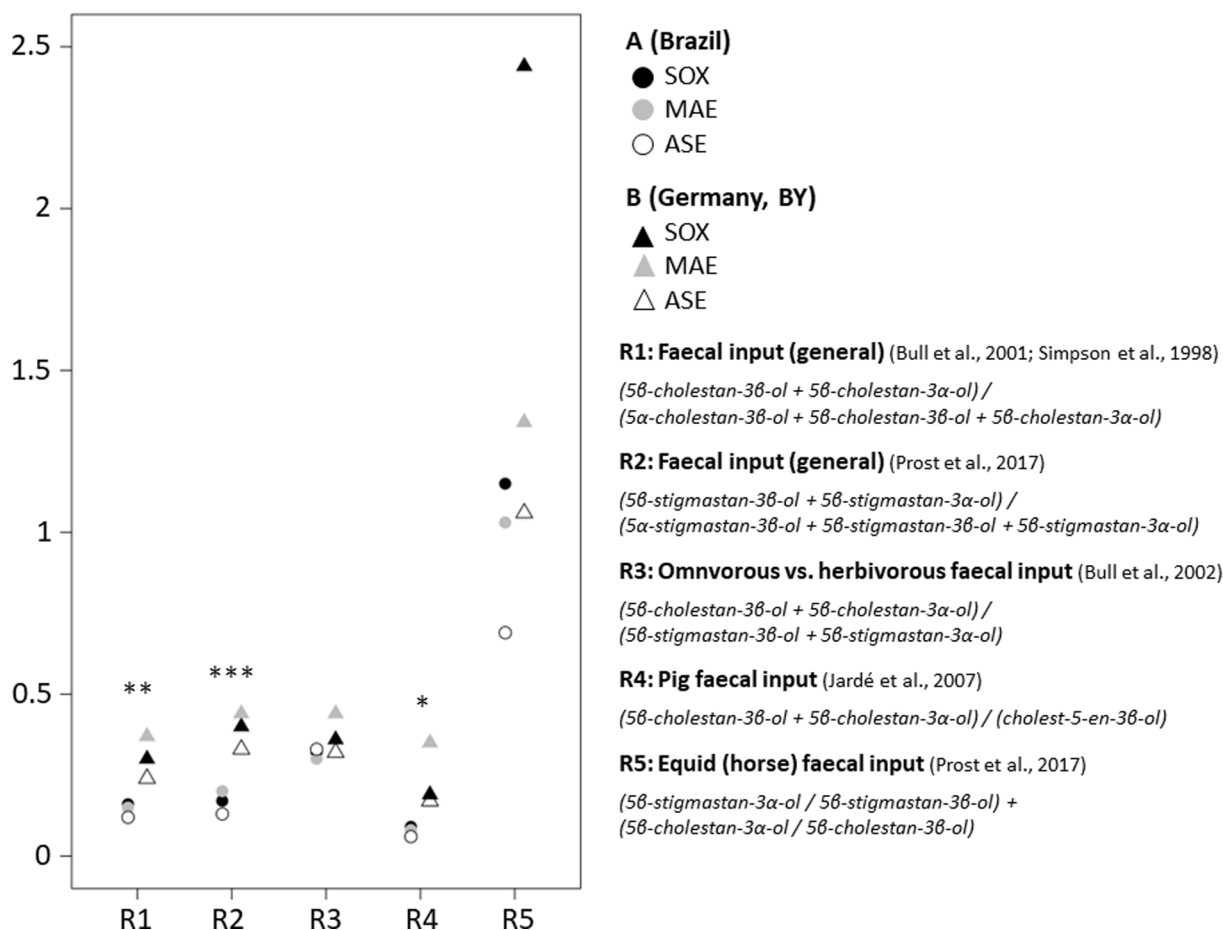 2.5
2
1.5
1
0.5
0
**
***
*
R1 R2 R3 R4 R5
A (Brazil)
SOX
MAE
ASE
B (Germany, BY)
SOX
MAE
ASE
R1: Faecal input (general) (Bull et al., 2001; Simpson et al., 1998)
(5β-cholestan-3β-ol + 5β-cholestan-3α-ol) /
(5α-cholestan-3β-ol + 5β-cholestan-3β-ol + 5β-cholestan-3α-ol)
R2: Faecal input (general) (Prost et al., 2017)
(5β-stigmastan-3β-ol + 5β-stigmastan-3α-ol) /
(5α-stigmastan-3β-ol + 5β-stigmastan-3β-ol + 5β-stigmastan-3α-ol)
R3: Omnvorous vs. herbivorous faecal input (Bull et al., 2002)
(5β-cholestan-3β-ol + 5β-cholestan-3α-ol) /
(5β-stigmastan-3β-ol + 5β-stigmastan-3α-ol)
R4: Pig faecal input (Jardé et al., 2007)
(5β-cholestan-3β-ol + 5β-cholestan-3α-ol) / (cholest-5-en-3β-ol)
R5: Equid (horse) faecal input (Prost et al., 2017)
(5β-stigmastan-3α-ol / 5β-stigmastan-3β-ol) +
(5β-cholestan-3α-ol / 5β-cholestan-3β-ol)